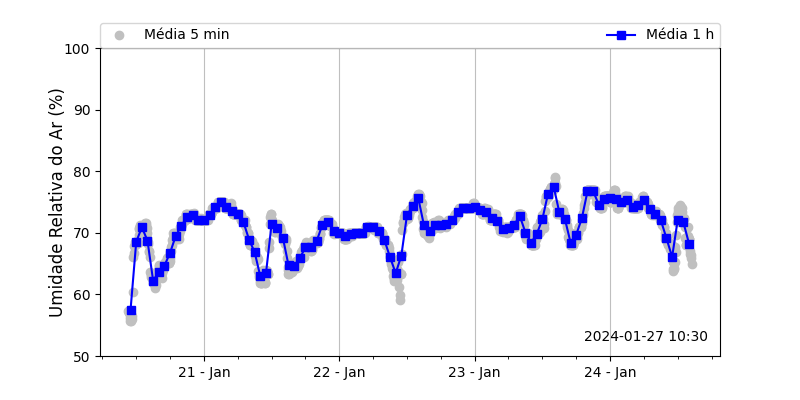 Média 5 min
Média 1 h
Umidade Relativa do Ar (%)
100
90
80
70
60
50
2024-01-27 10:30
21 - Jan
22 - Jan
23 - Jan
24 - Jan